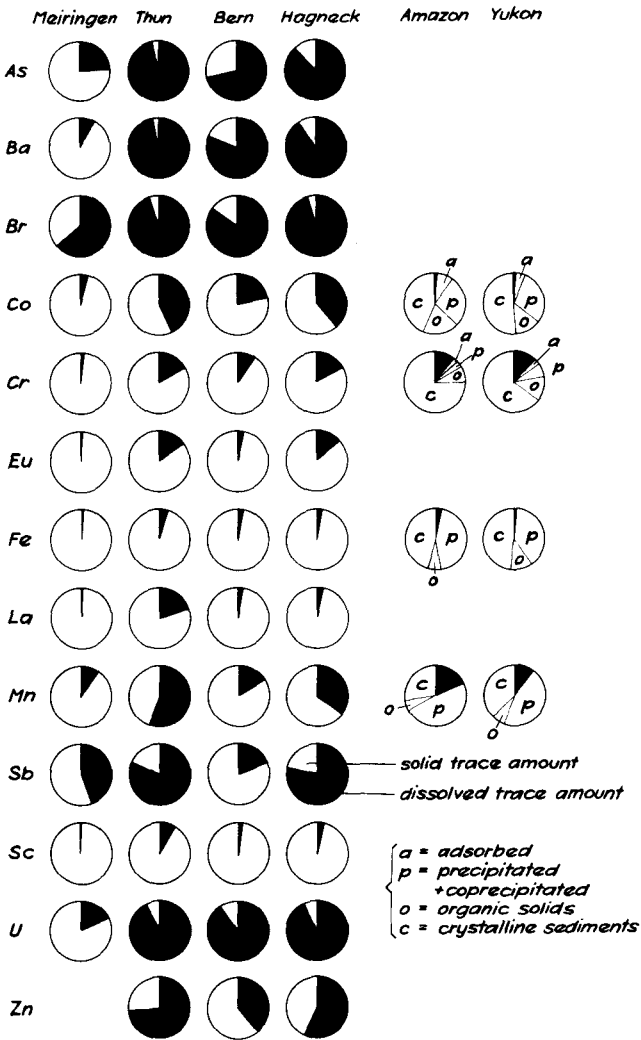 Meiringen Thun Bern Hagneck Amazon Yukon
As
Ba
Br
Co
a a
c p c p
o o
Cr
a a
p p
o o
c c
Eu
Fe
c p c p
o o
La
Mn
c p c p
o o
Sb
solid trace amount
dissolved trace amount
Sc
a = adsorbed
p = precipitated
+coprecipitated
o = organic solids
c = crystalline sediments
U
Zn